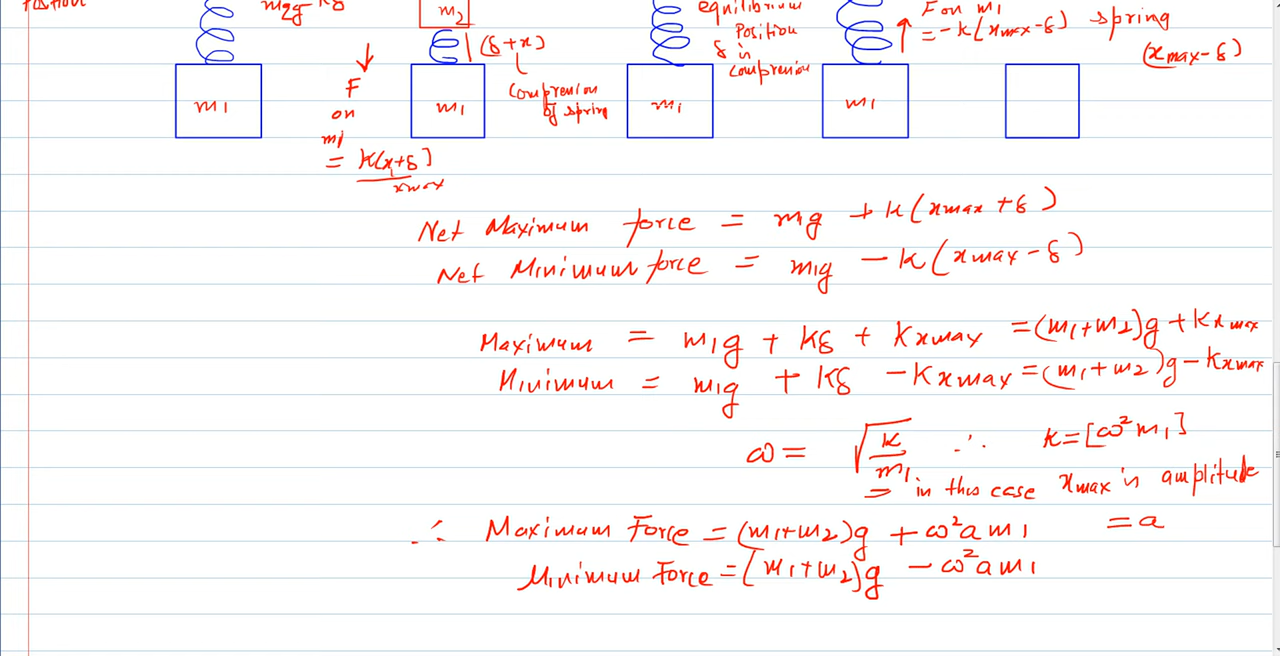 m2g = Kδ
m2
equilibrium
Position
δ in
compression
F on m1
= -k(xmax-δ)
spring
(xmax-δ)
(δ+x)
compression
of spring
m1
F
on
m1
= K(x+δ)
xmax
m1
m1
m1
Net Maximum force = mg + k(xmax+δ)
Net Minimum force = m1g - k(xmax-δ)
Maximum = m1g + Kδ + Kxmax = (m1+m2)g + Kxmax
Minimum = m1g + Kδ - Kxmax = (m1+m2)g - Kxmax
ω = √(k/m1) ∴ k = [ω²m1]
⇒ in this case xmax is amplitude
= a
∴ Maximum Force = (m1+m2)g + ω²am1
Minimum Force = (m1+m2)g - ω²am1